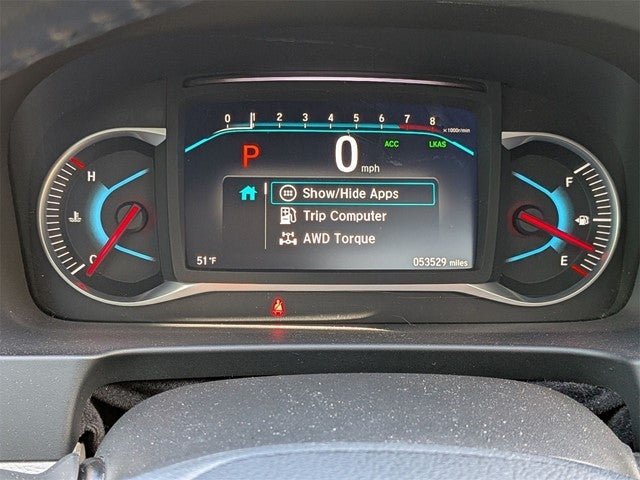 0 1 2 3 4 5 6 7 8
×1000r/min
ACC LKAS
P 0 mph
H
C
F
E
Show/Hide Apps
Trip Computer
AWD Torque
51°F
053529 miles